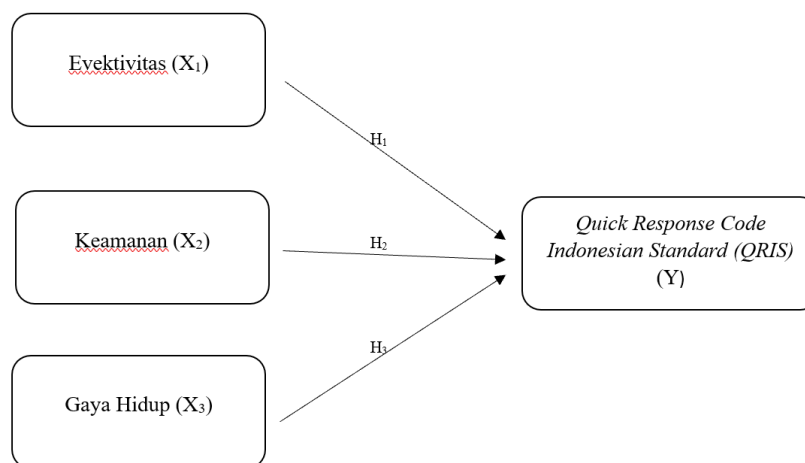 Evektivitas (X₁)
H₁
Keamanan (X₂)
H₂
Quick Response Code
Indonesian Standard (QRIS)
(Y)
H₃
Gaya Hidup (X₃)